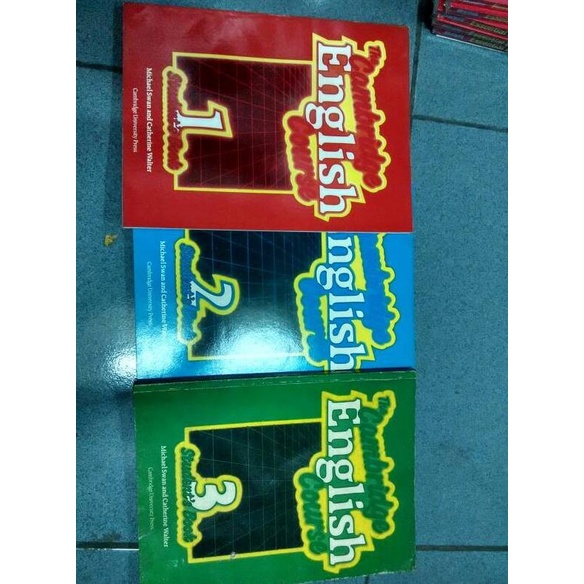 The
Cambridge
English
Course
1
Student's Book
Michael Swan and Catherine Walter
Cambridge University Press
English
Course
2
Student's Book
Michael Swan and Catherine W
Cambridge University Press
The
Cambridge
English
Course
3
Student's Book
Michael Swan and Catherine Walter
Cambridge University Press